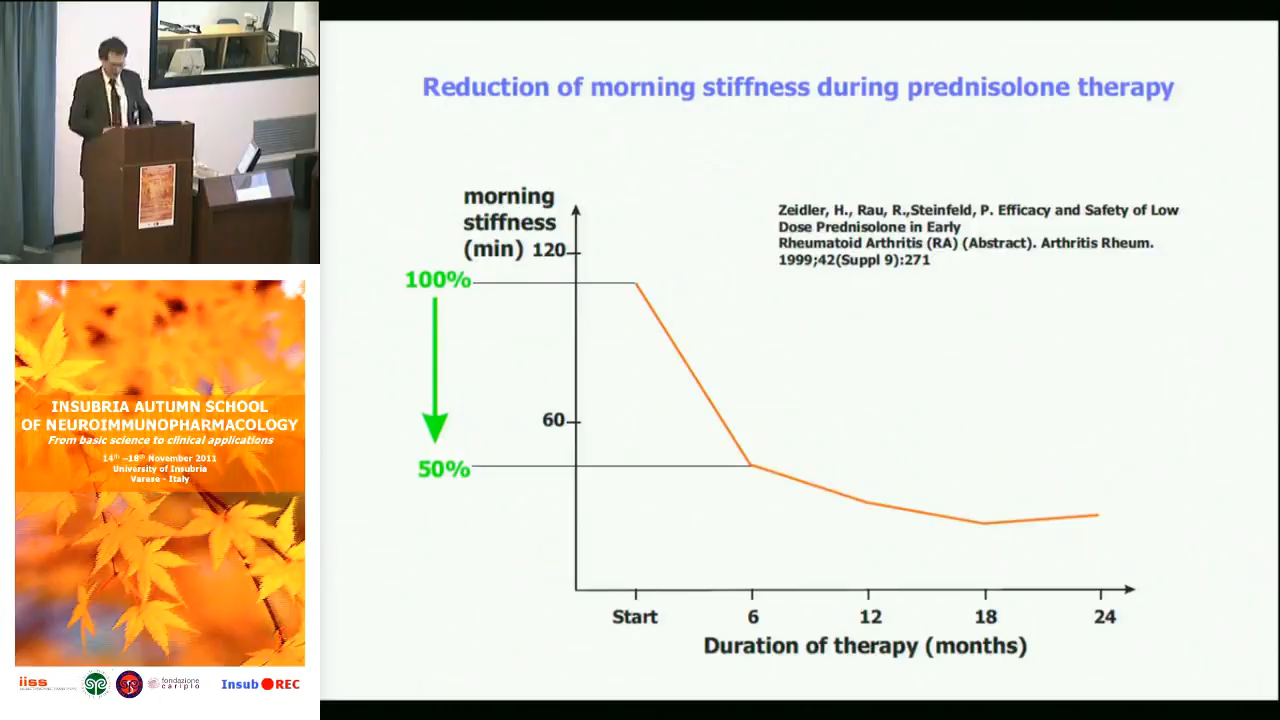 Reduction of morning stiffness during prednisolone therapy
morning
stiffness
(min)
120
60
100%
50%
Zeidler, H., Rau, R.,Steinfeld, P. Efficacy and Safety of Low
Dose Prednisolone in Early
Rheumatoid Arthritis (RA) (Abstract). Arthritis Rheum.
1999;42(Suppl 9):271
Start 6 12 18 24
Duration of therapy (months)
INSUBRIA AUTUMN SCHOOL
OF NEUROIMMUNOPHARMACOLOGY
From basic science to clinical applications
14th –18th November 2011
University of Insubria
Varese - Italy
iiss
fondazione
cariplo
Insub REC